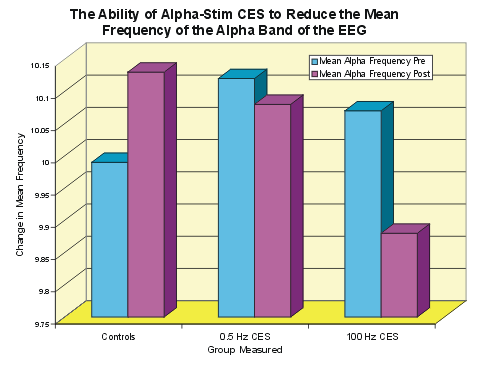 The Ability of Alpha-Stim CES to Reduce the Mean
Frequency of the Alpha Band of the EEG
Mean Alpha Frequency Pre
Mean Alpha Frequency Post
Change in Mean Frequency
10.15
10.1
10.05
10
9.95
9.9
9.85
9.8
9.75
Controls
0.5 Hz CES
100 Hz CES
Group Measured